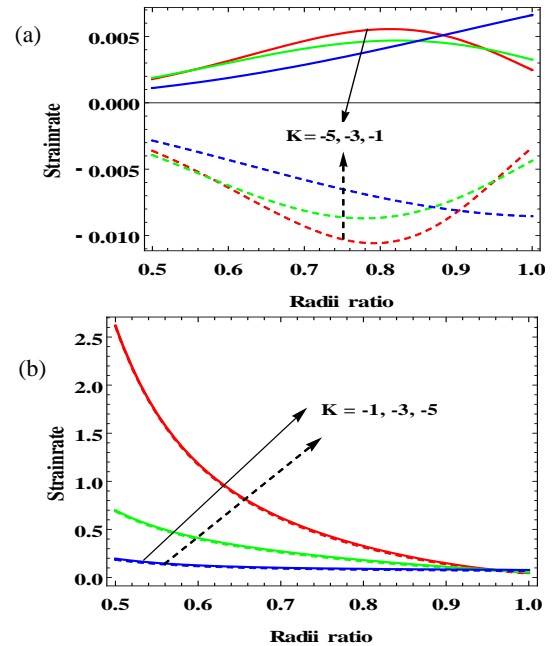 (a)
0.005
0.000
- 0.005
- 0.010
Strainrate
K = -5, -3, -1
0.5 0.6 0.7 0.8 0.9 1.0
Radii ratio
(b)
2.5
2.0
1.5
1.0
0.5
0.0
Strainrate
K = -1, -3, -5
0.5 0.6 0.7 0.8 0.9 1.0
Radii ratio